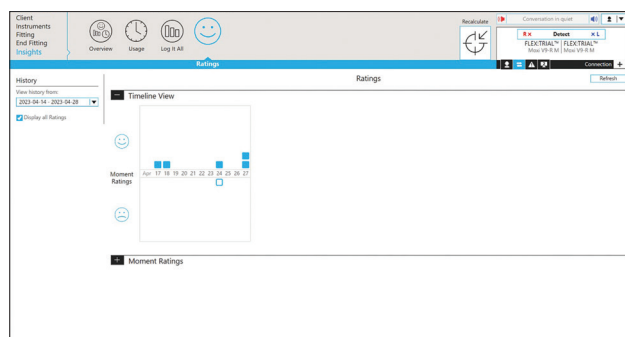 Client
Instruments
Fitting
End Fitting
Insights
Overview
Usage
Log It All
Ratings
Recalculate
Conversation in quiet
R × Detect × L
FLEX:TRIAL™ FLEX:TRIAL™
Moxi V9-R M Moxi V9-R M
Connection +
History
Ratings
Refresh
View history from:
2023-04-14 - 2023-04-28
Display all Ratings
Timeline View
Moment Ratings
Apr 17 18 19 20 21 22 23 24 25 26 27
Moment Ratings